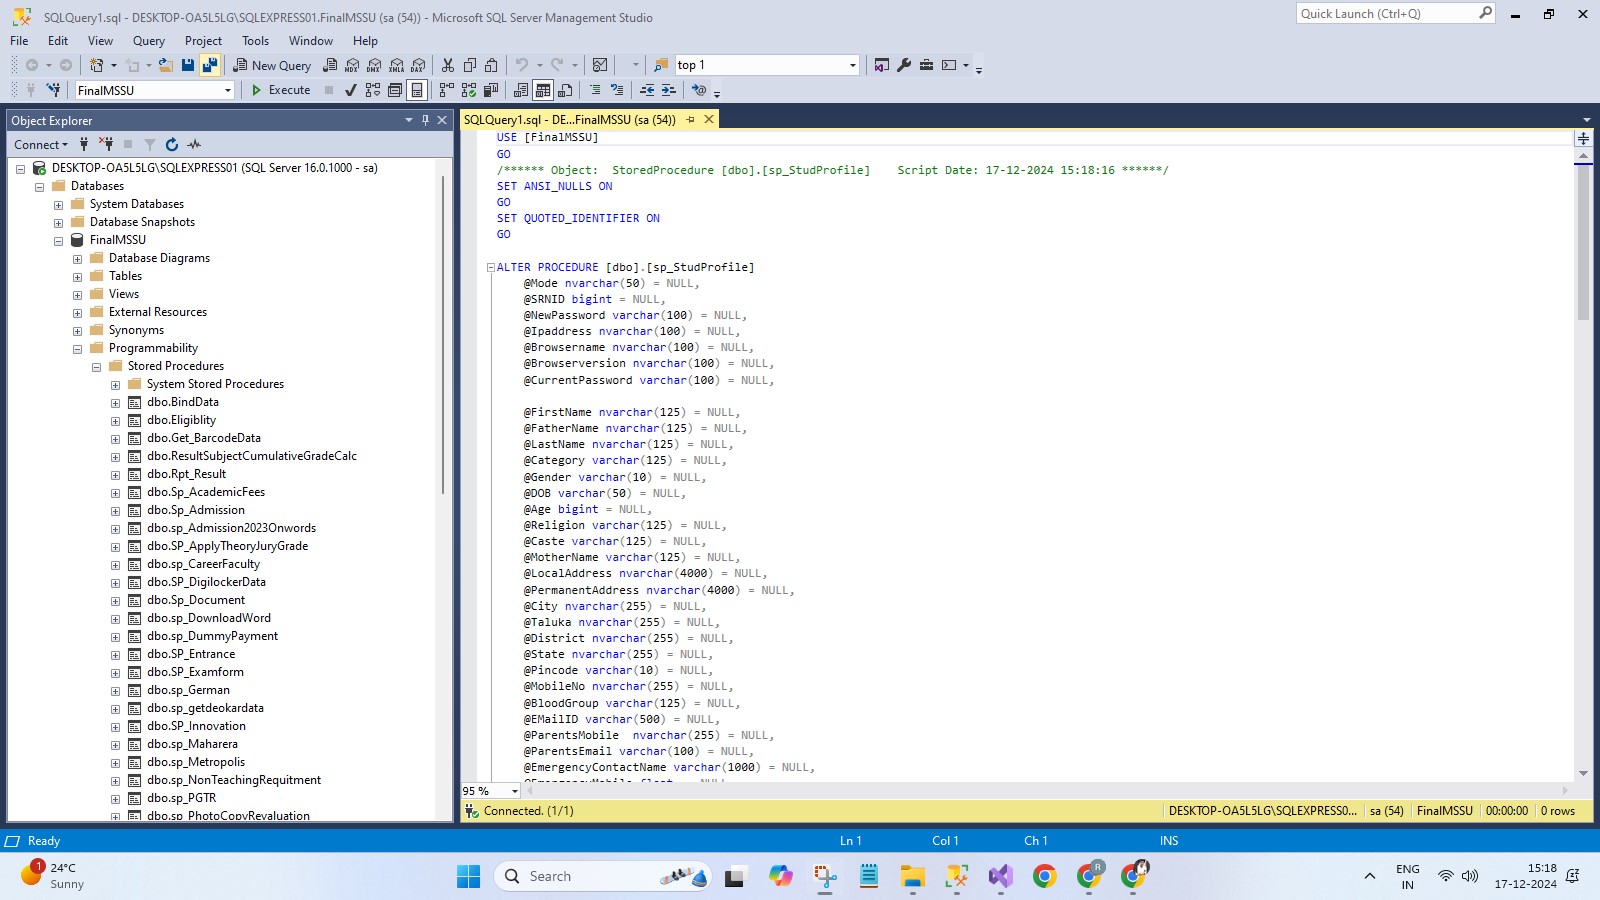 SQLQuery1.sql - DESKTOP-OA5L5LG\SQLEXPRESS01.FinalMSSU (sa (54)) - Microsoft SQL Server Management Studio
Quick Launch (Ctrl+Q)
File Edit View Query Project Tools Window Help
New Query
MDX DMX XMLA DAX
top 1
FinalMSSU
Execute
Object Explorer
Connect
DESKTOP-OA5L5LG\SQLEXPRESS01 (SQL Server 16.0.1000 - sa)
Databases
System Databases
Database Snapshots
FinalMSSU
Database Diagrams
Tables
Views
External Resources
Synonyms
Programmability
Stored Procedures
System Stored Procedures
dbo.BindData
dbo.Eligiblity
dbo.Get_BarcodeData
dbo.ResultSubjectCumulativeGradeCalc
dbo.Rpt_Result
dbo.Sp_AcademicFees
dbo.Sp_Admission
dbo.sp_Admission2023Onwords
dbo.SP_ApplyTheoryJuryGrade
dbo.sp_CareerFaculty
dbo.SP_DigilockerData
dbo.Sp_Document
dbo.sp_DownloadWord
dbo.sp_DummyPayment
dbo.SP_Entrance
dbo.SP_Examform
dbo.sp_German
dbo.sp_getdeokardata
dbo.SP_Innovation
dbo.sp_Maharera
dbo.sp_Metropolis
dbo.sp_NonTeachingRequitment
dbo.sp_PGTR
dbo.sp_PhotoCopyRevaluation
SQLQuery1.sql - DE...FinalMSSU (sa (54))
USE [FinalMSSU]
GO
/****** Object:  StoredProcedure [dbo].[sp_StudProfile]    Script Date: 17-12-2024 15:18:16 ******/
SET ANSI_NULLS ON
GO
SET QUOTED_IDENTIFIER ON
GO
ALTER PROCEDURE [dbo].[sp_StudProfile]
@Mode nvarchar(50) = NULL,
@SRNID bigint = NULL,
@NewPassword varchar(100) = NULL,
@Ipaddress nvarchar(100) = NULL,
@Browsername nvarchar(100) = NULL,
@Browserversion nvarchar(100) = NULL,
@CurrentPassword varchar(100) = NULL,
@FirstName nvarchar(125) = NULL,
@FatherName nvarchar(125) = NULL,
@LastName nvarchar(125) = NULL,
@Category varchar(125) = NULL,
@Gender varchar(10) = NULL,
@DOB varchar(50) = NULL,
@Age bigint = NULL,
@Religion varchar(125) = NULL,
@Caste varchar(125) = NULL,
@MotherName varchar(125) = NULL,
@LocalAddress nvarchar(4000) = NULL,
@PermanentAddress nvarchar(4000) = NULL,
@City nvarchar(255) = NULL,
@Taluka nvarchar(255) = NULL,
@District nvarchar(255) = NULL,
@State nvarchar(255) = NULL,
@Pincode varchar(10) = NULL,
@MobileNo nvarchar(255) = NULL,
@BloodGroup varchar(125) = NULL,
@EMailID varchar(500) = NULL,
@ParentsMobile  nvarchar(255) = NULL,
@ParentsEmail varchar(100) = NULL,
@EmergencyContactName varchar(1000) = NULL,
95 %
Connected. (1/1)
DESKTOP-OA5L5LG\SQLEXPRESS0... sa (54) FinalMSSU 00:00:00 0 rows
Ready
Ln 1 Col 1 Ch 1 INS
1
24°C
Sunny
Search
R
ENG
IN
15:18
17-12-2024